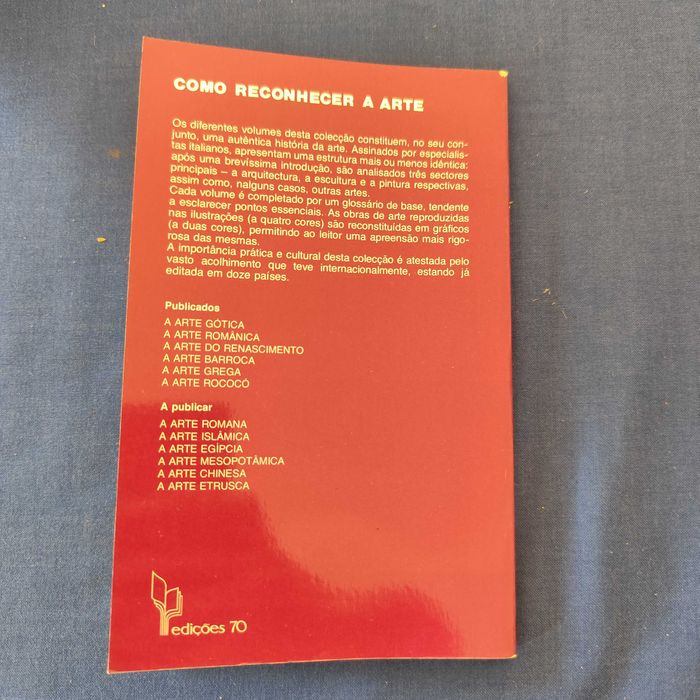 COMO RECONHECER A ARTE
Os diferentes volumes desta colecção constituem, no seu con-
junto, uma autêntica história da arte. Assinados por especialis-
tas italianos, apresentam uma estrutura mais ou menos idêntica:
após uma brevíssima introdução, são analisados três sectores
principais – a arquitectura, a escultura e a pintura respectivas,
assim como, nalguns casos, outras artes.
Cada volume é completado por um glossário de base, tendente
a esclarecer pontos essenciais. As obras de arte reproduzidas
nas ilustrações (a quatro cores) são reconstituídas em gráficos
(a duas cores), permitindo ao leitor uma apreensão mais rigo-
rosa das mesmas.
A importância prática e cultural desta colecção é atestada pelo
vasto acolhimento que teve internacionalmente, estando já
editada em doze países.
Publicados
A ARTE GÓTICA
A ARTE ROMÂNICA
A ARTE DO RENASCIMENTO
A ARTE BARROCA
A ARTE GREGA
A ARTE ROCOCÓ
A publicar
A ARTE ROMANA
A ARTE ISLÂMICA
A ARTE EGÍPCIA
A ARTE MESOPOTÂMICA
A ARTE CHINESA
A ARTE ETRUSCA
edições 70